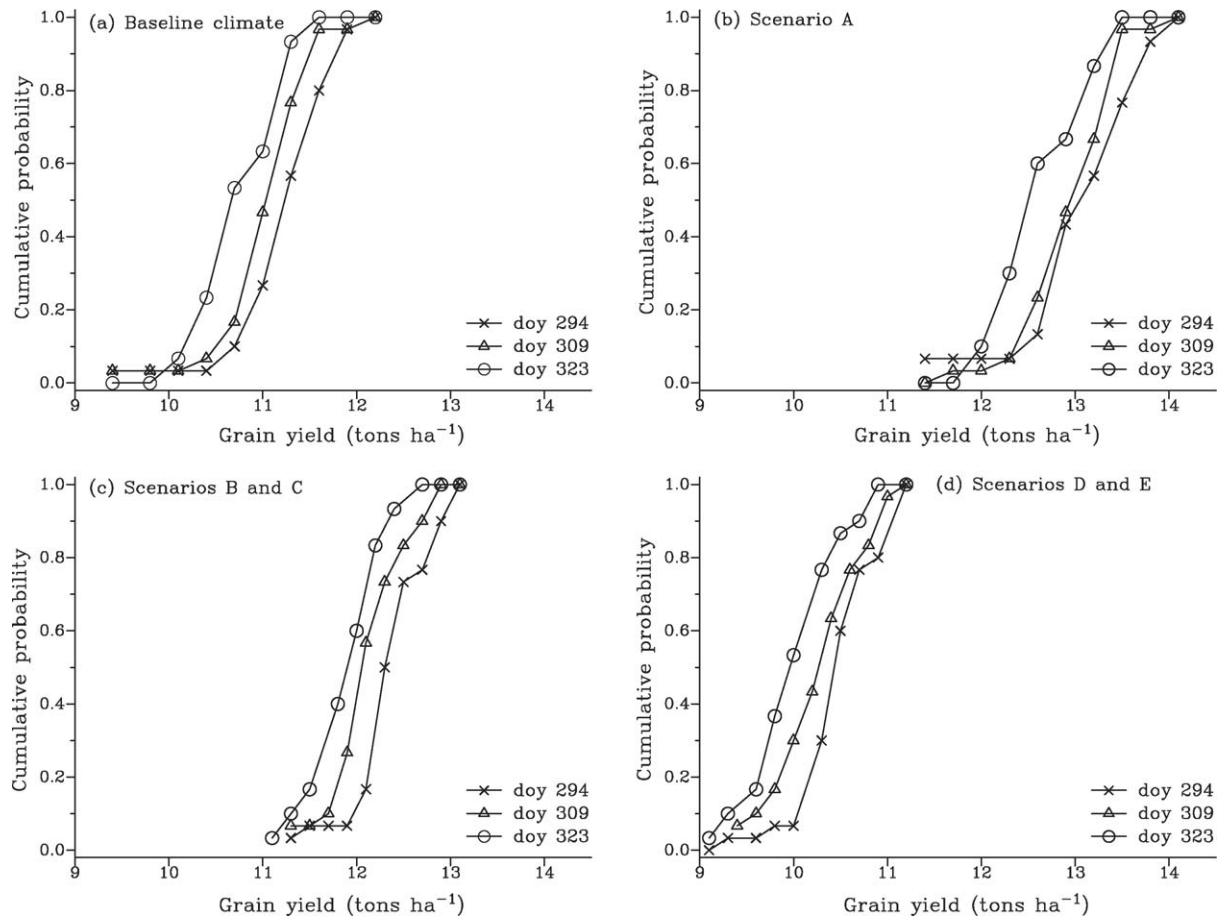 (a) Baseline climate
1.0
0.8
0.6
0.4
0.2
0.0
Cumulative probability
doy 294
doy 309
doy 323
9 10 11 12 13 14
Grain yield (tons ha⁻¹)
(b) Scenario A
1.0
0.8
0.6
0.4
0.2
0.0
Cumulative probability
doy 294
doy 309
doy 323
9 10 11 12 13 14
Grain yield (tons ha⁻¹)
(c) Scenarios B and C
1.0
0.8
0.6
0.4
0.2
0.0
Cumulative probability
doy 294
doy 309
doy 323
9 10 11 12 13 14
Grain yield (tons ha⁻¹)
(d) Scenarios D and E
1.0
0.8
0.6
0.4
0.2
0.0
Cumulative probability
doy 294
doy 309
doy 323
9 10 11 12 13 14
Grain yield (tons ha⁻¹)